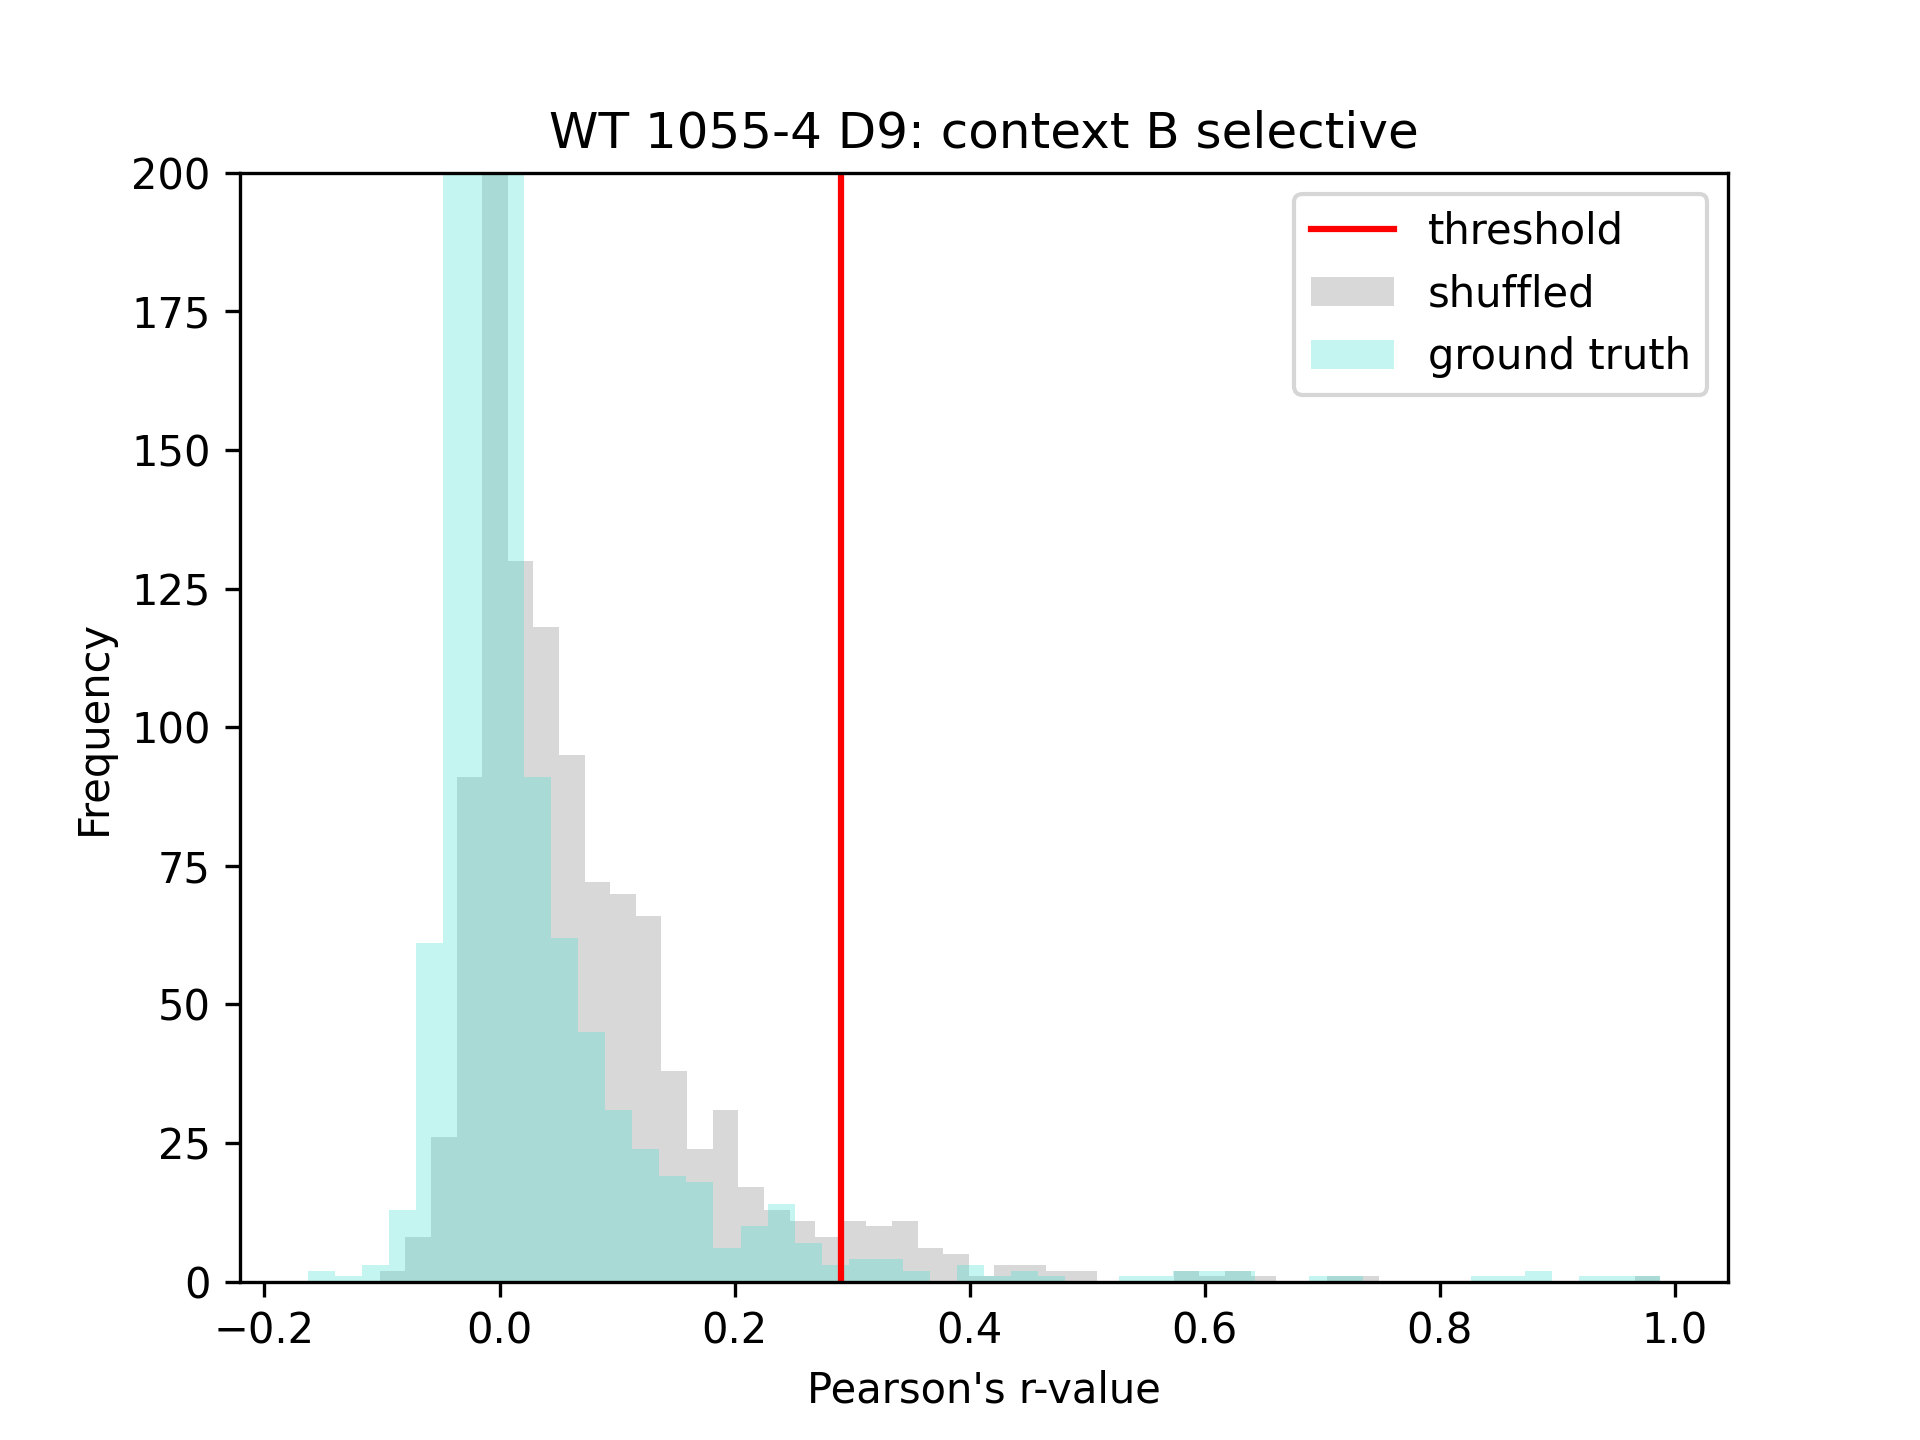 WT 1055-4 D9: context B selective
200
175
150
125
100
75
50
25
0
Frequency
threshold
shuffled
ground truth
−0.2 0.0 0.2 0.4 0.6 0.8 1.0
Pearson's r-value